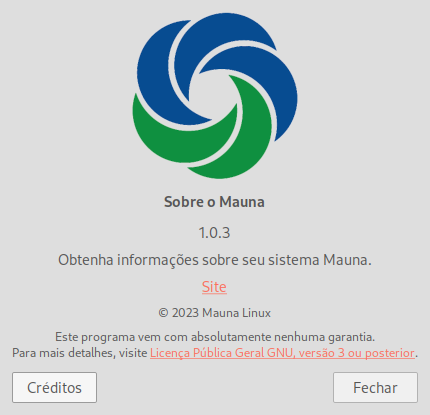 Sobre o Mauna
1.0.3
Obtenha informações sobre seu sistema Mauna.
Site
© 2023 Mauna Linux
Este programa vem com absolutamente nenhuma garantia.
Para mais detalhes, visite Licença Pública Geral GNU, versão 3 ou posterior.
Créditos
Fechar